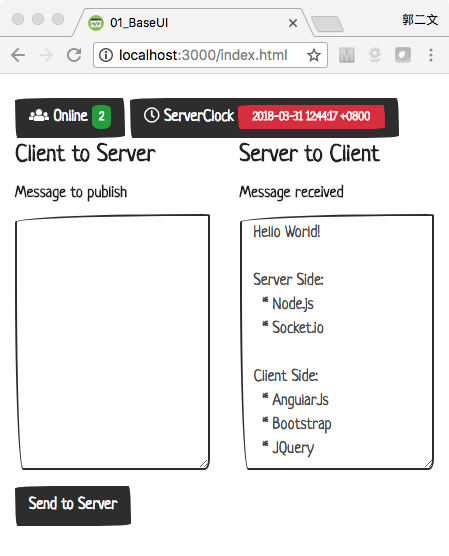 01_BaseUI
郭二文
localhost:3000/index.html
Online 2
ServerClock 2018-03-31 12:44:17 +0800
Client to Server
Message to publish
Server to Client
Message received
Hello World!
Server Side:
* Node.js
* Socket.io
Client Side:
* AngularJs
* Bootstrap
* JQuery
Send to Server